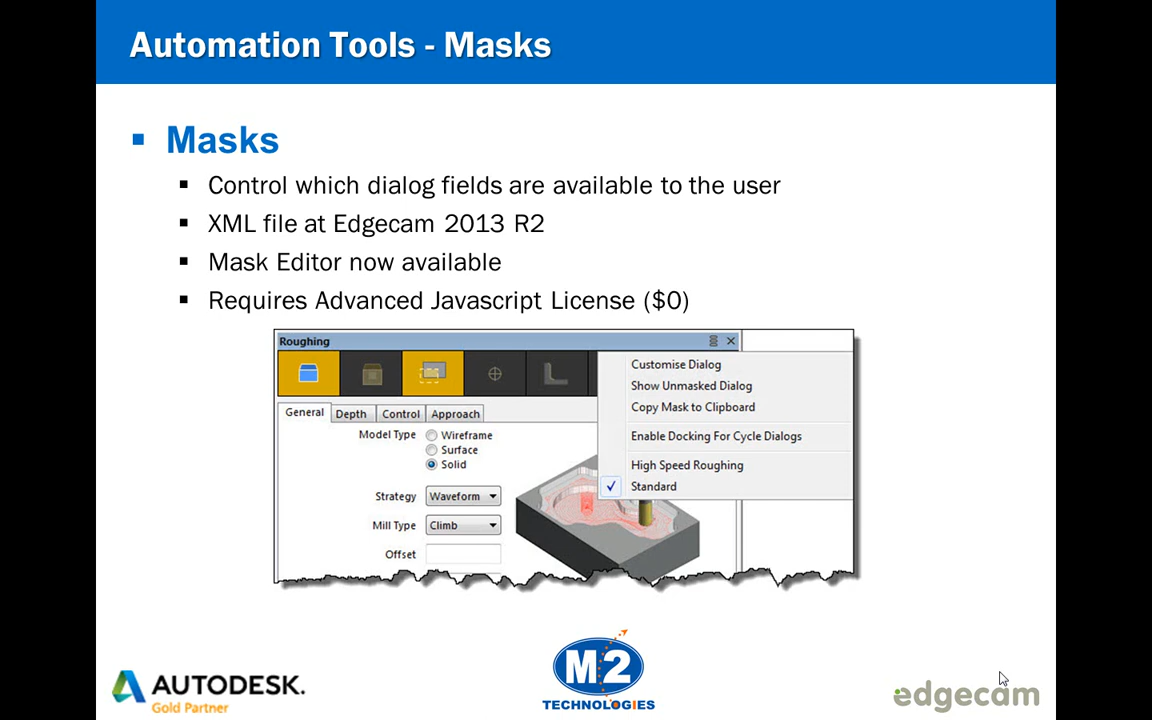 Automation Tools - Masks
Masks
Control which dialog fields are available to the user
XML file at Edgecam 2013 R2
Mask Editor now available
Requires Advanced Javascript License ($0)
Roughing
Customise Dialog
Show Unmasked Dialog
Copy Mask to Clipboard
Enable Docking For Cycle Dialogs
High Speed Roughing
Standard
General Depth Control Approach
Model Type Wireframe
Surface
Solid
Strategy Waveform
Mill Type Climb
Offset
AUTODESK.
Gold Partner
M2
TECHNOLOGIES
edgecam